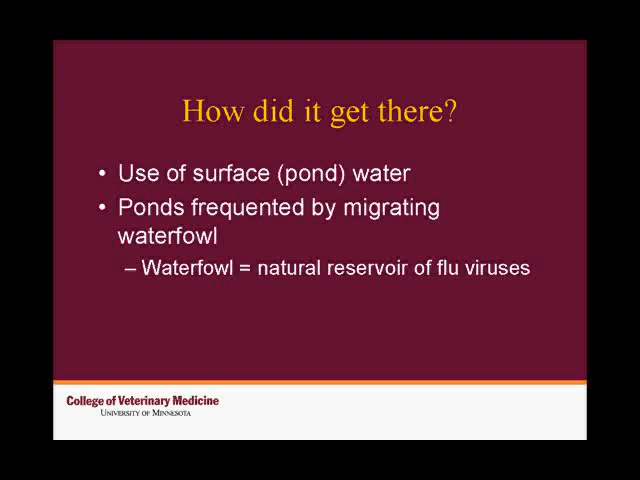 How did it get there?
• Use of surface (pond) water
• Ponds frequented by migrating
waterfowl
– Waterfowl = natural reservoir of flu viruses
College of Veterinary Medicine
UNIVERSITY OF MINNESOTA